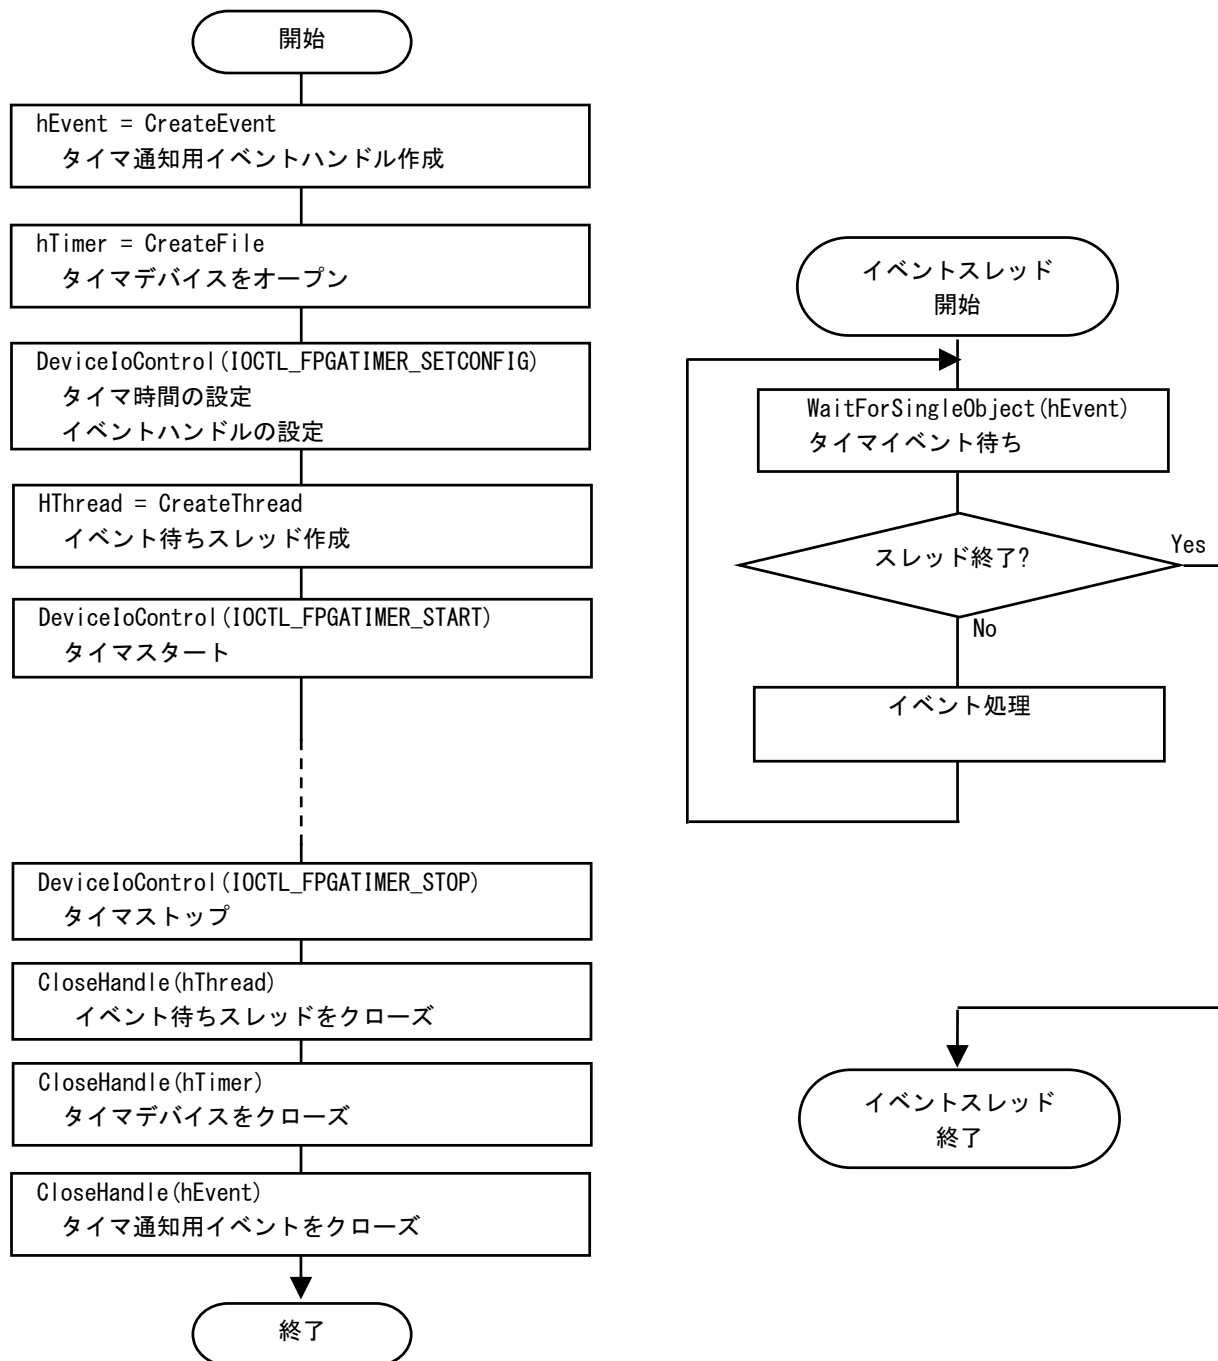 開始
hEvent = CreateEvent
タイマ通知用イベントハンドル作成
hTimer = CreateFile
タイマデバイスをオープン
DeviceIoControl(IOCTL_FPGATIMER_SETCONFIG)
タイマ時間の設定
イベントハンドルの設定
HThread = CreateThread
イベント待ちスレッド作成
DeviceIoControl(IOCTL_FPGATIMER_START)
タイマスタート
DeviceIoControl(IOCTL_FPGATIMER_STOP)
タイマストップ
CloseHandle(hThread)
イベント待ちスレッドをクローズ
CloseHandle(hTimer)
タイマデバイスをクローズ
CloseHandle(hEvent)
タイマ通知用イベントをクローズ
終了
イベントスレッド
開始
WaitForSingleObject(hEvent)
タイマイベント待ち
スレッド終了?
Yes
No
イベント処理
イベントスレッド
終了